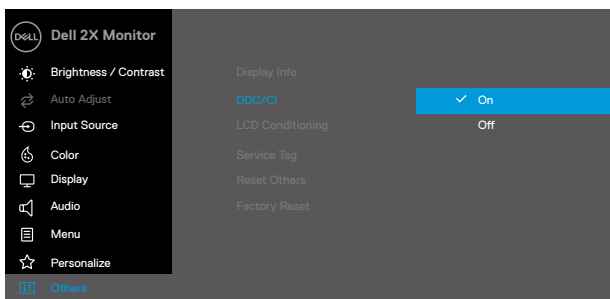 DELL Dell 2X Monitor
Brightness / Contrast
Display Info
Auto Adjust
DDC/CI
On
Input Source
LCD Conditioning
Off
Color
Service Tag
Display
Reset Others
Audio
Factory Reset
Menu
Personalize
Others